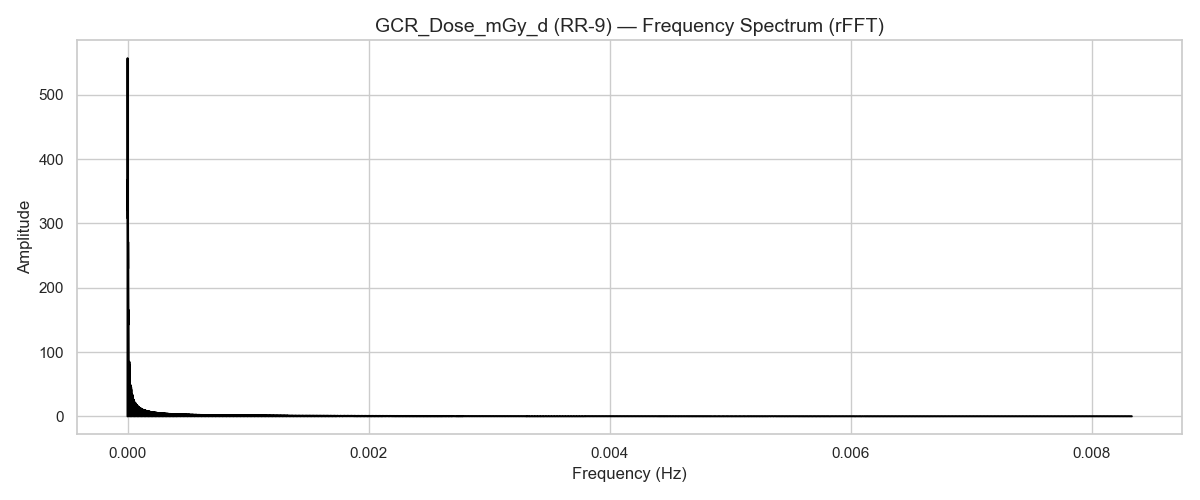 GCR_Dose_mGy_d (RR-9) — Frequency Spectrum (rFFT)
Amplitude
500
400
300
200
100
0
0.000 0.002 0.004 0.006 0.008
Frequency (Hz)